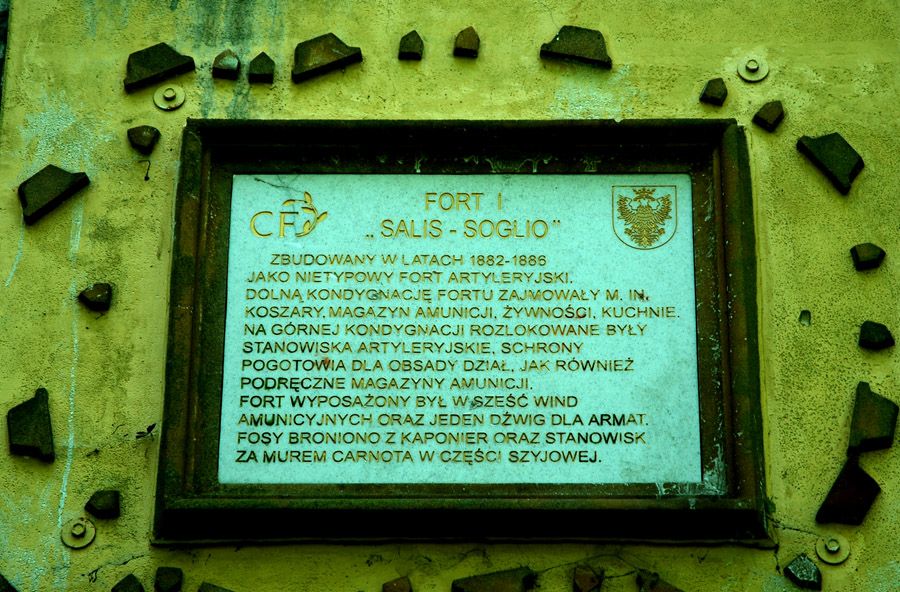 CF
FORT I
„SALIS - SOGLIO”
ZBUDOWANY W LATACH 1882-1886
JAKO NIETYPOWY FORT ARTYLERYJSKI.
DOLNĄ KONDYGNACJĘ FORTU ZAJMOWAŁY M. IN.
KOSZARY, MAGAZYN AMUNICJI, ŻYWNOŚCI, KUCHNIE.
NA GÓRNEJ KONDYGNACJI ROZLOKOWANE BYŁY
STANOWISKA ARTYLERYJSKIE, SCHRONY
POGOTOWIA DLA OBSADY DZIAŁ, JAK RÓWNIEŻ
PODRĘCZNE MAGAZYNY AMUNICJI.
FORT WYPOSAŻONY BYŁ W SZEŚĆ WIND
AMUNICYJNYCH ORAZ JEDEN DŹWIG DLA ARMAT.
FOSY BRONIONO Z KAPONIER ORAZ STANOWISK
ZA MUREM CARNOTA W CZĘŚCI SZYJOWEJ.